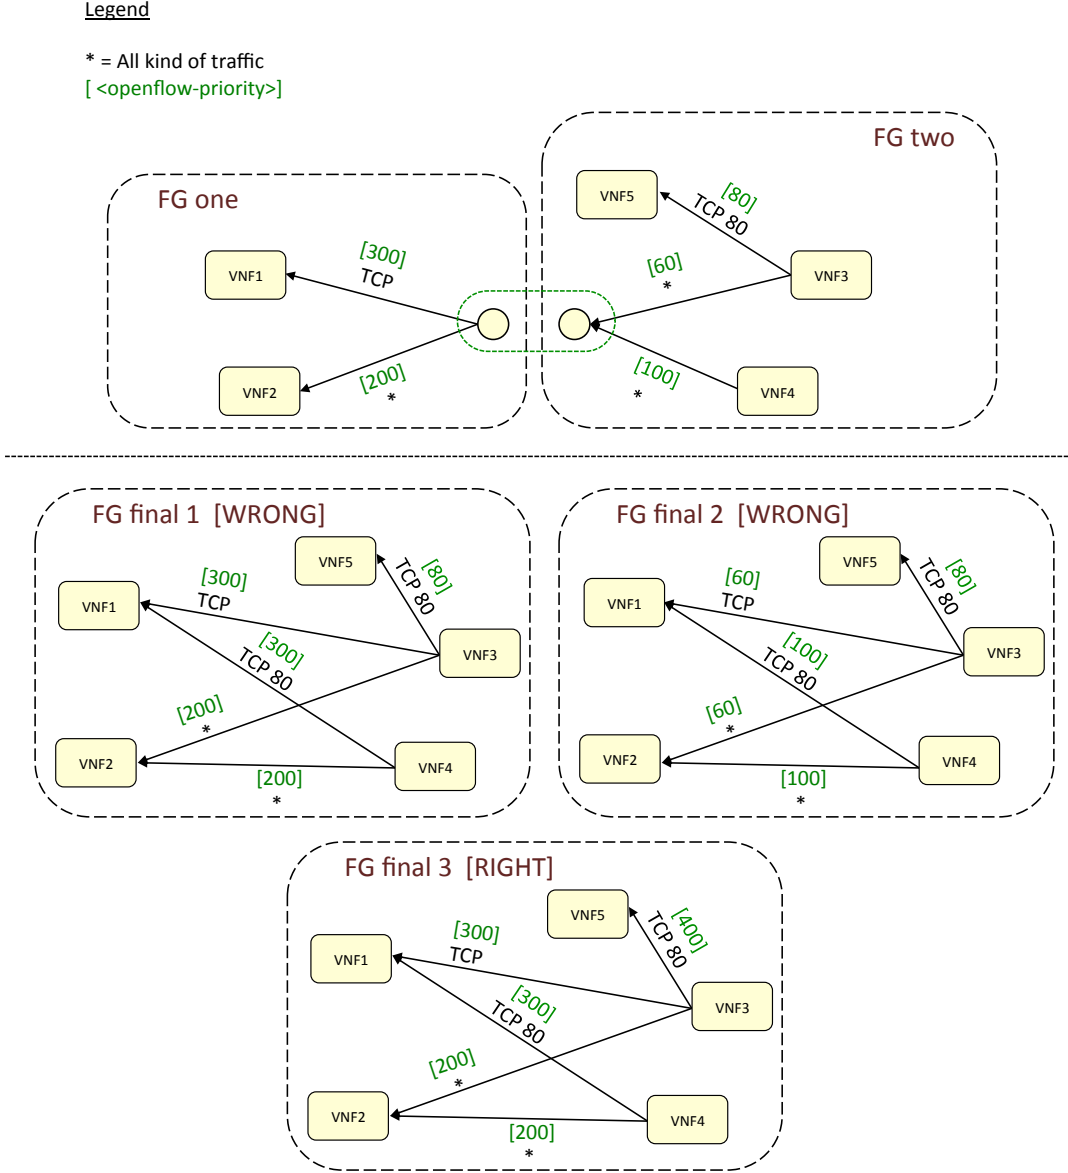 Legend
* = All kind of traffic
[ <openflow-priority>]
FG two
FG one
VNF5
[80]
TCP 80
[300]
TCP
VNF1
[60]
*
VNF3
VNF2
[200]
*
[100]
*
VNF4
FG final 1 [WRONG]
VNF5
[80]
TCP 80
[300]
TCP
VNF1
[300]
TCP 80
VNF3
[200]
*
VNF2
VNF4
[200]
*
FG final 2 [WRONG]
VNF5
[80]
TCP 80
[60]
TCP
VNF1
[100]
TCP 80
VNF3
[60]
*
VNF2
VNF4
[100]
*
FG final 3 [RIGHT]
VNF5
[400]
TCP 80
[300]
TCP
VNF1
[300]
TCP 80
VNF3
[200]
*
VNF2
VNF4
[200]
*